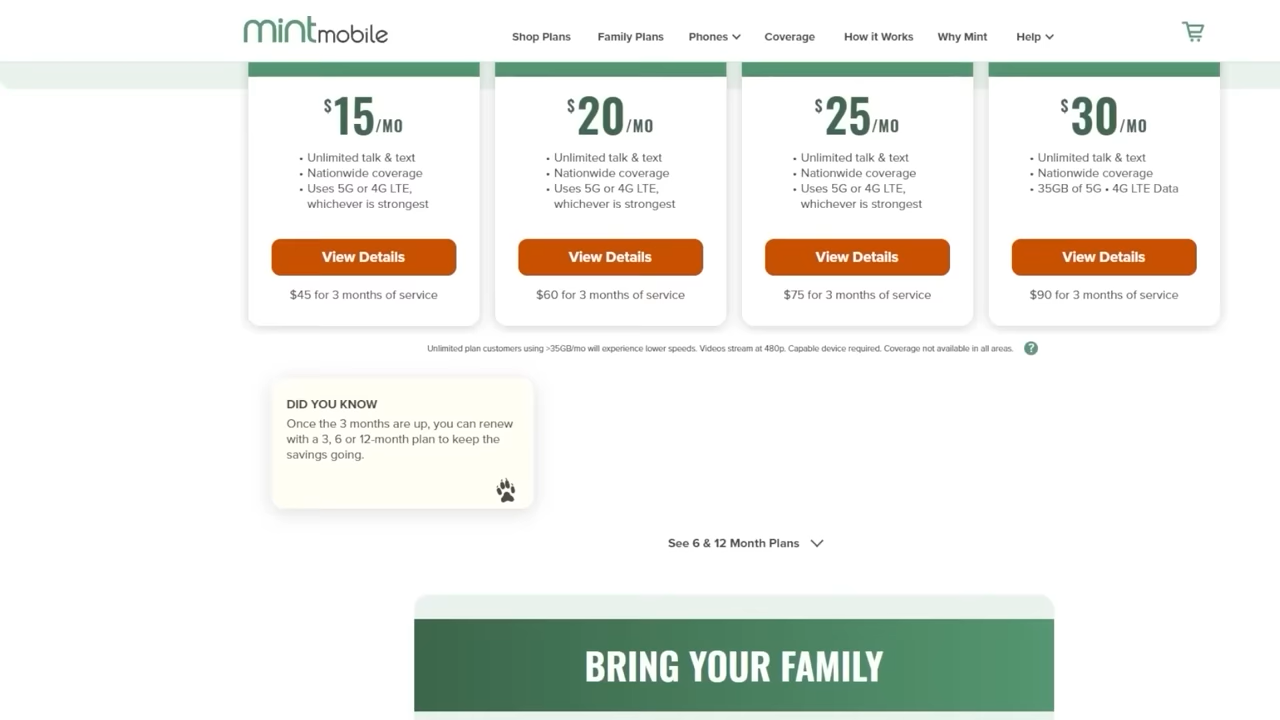 mintmobile
Shop Plans Family Plans Phones Coverage How it Works Why Mint Help
$15/MO
• Unlimited talk & text
• Nationwide coverage
• Uses 5G or 4G LTE,
whichever is strongest
View Details
$45 for 3 months of service
$20/MO
• Unlimited talk & text
• Nationwide coverage
• Uses 5G or 4G LTE,
whichever is strongest
View Details
$60 for 3 months of service
$25/MO
• Unlimited talk & text
• Nationwide coverage
• Uses 5G or 4G LTE,
whichever is strongest
View Details
$75 for 3 months of service
$30/MO
• Unlimited talk & text
• Nationwide coverage
• 35GB of 5G • 4G LTE Data
View Details
$90 for 3 months of service
Unlimited plan customers using >35GB/mo will experience lower speeds. Videos stream at 480p. Capable device required. Coverage not available in all areas. ?
DID YOU KNOW
Once the 3 months are up, you can renew
with a 3, 6 or 12-month plan to keep the
savings going.
See 6 & 12 Month Plans
BRING YOUR FAMILY